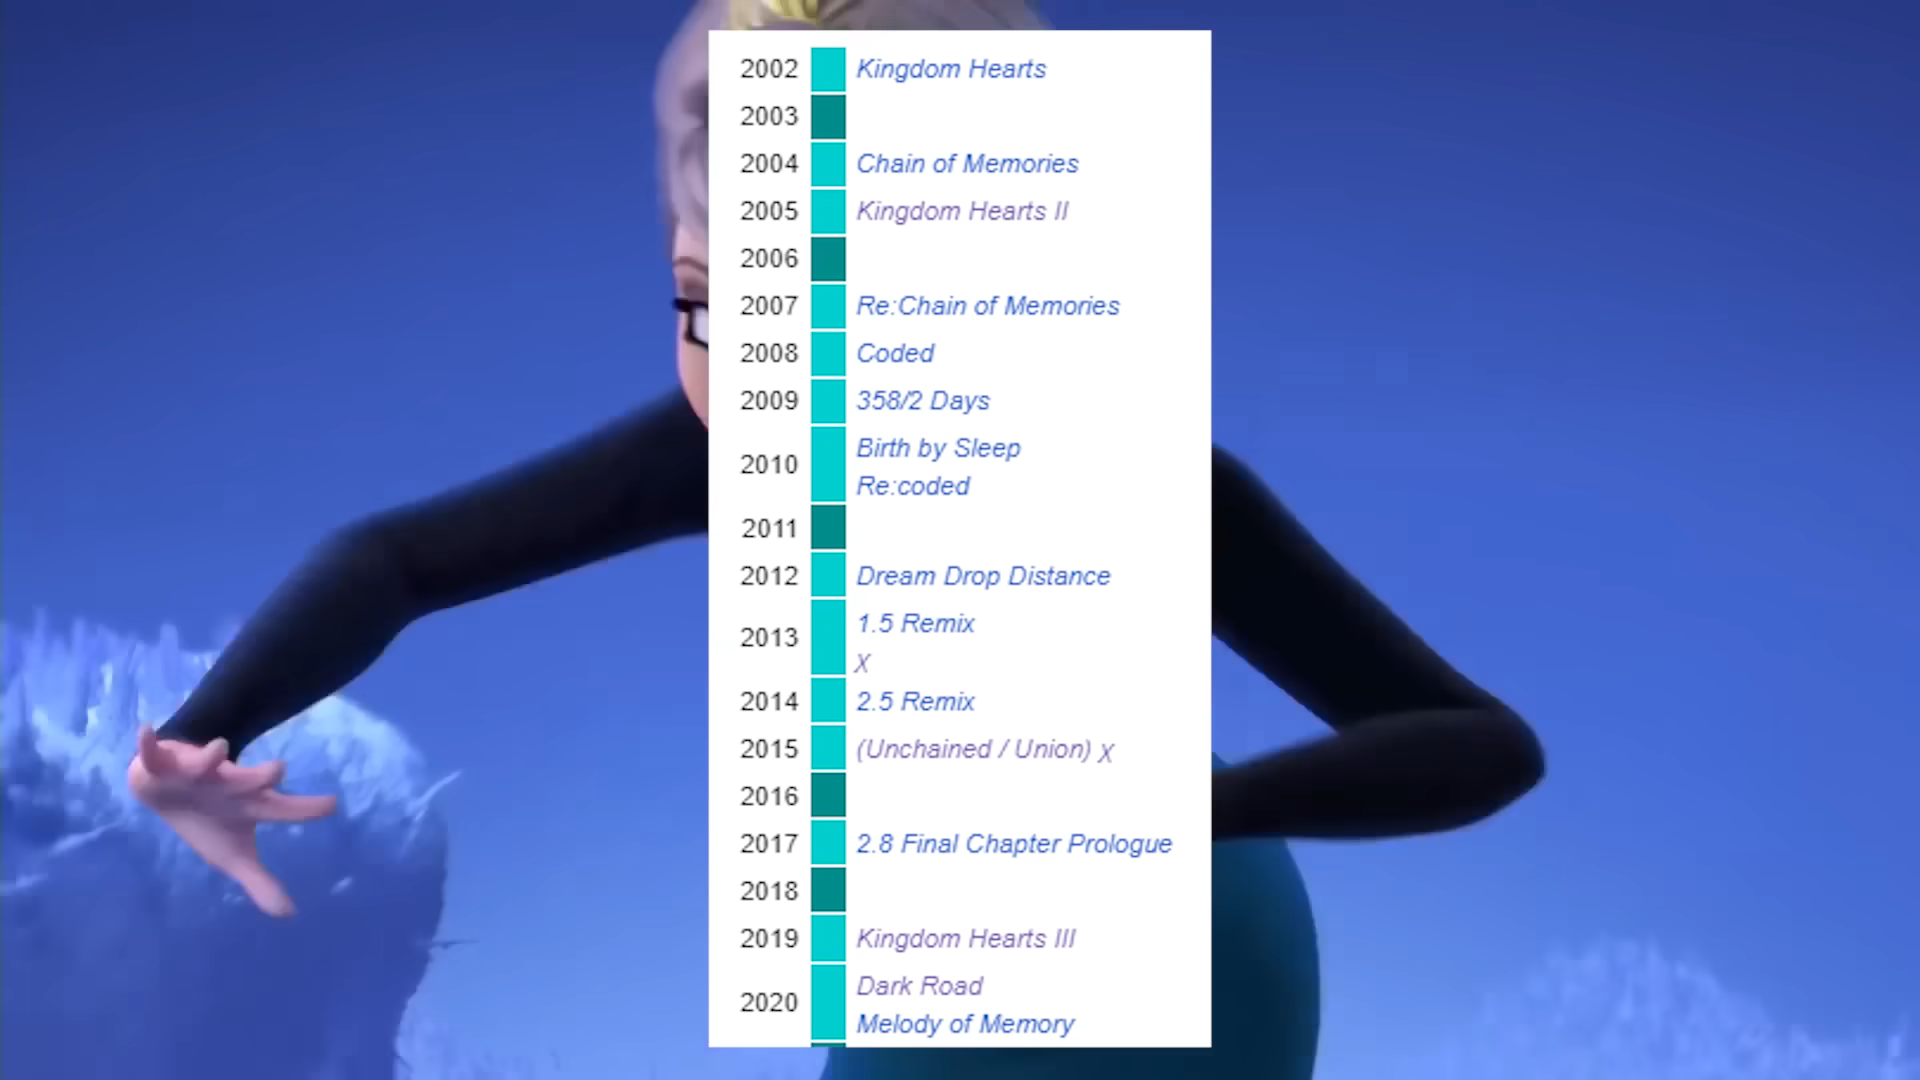 2002 Kingdom Hearts
2003
2004 Chain of Memories
2005 Kingdom Hearts II
2006
2007 Re:Chain of Memories
2008 Coded
2009 358/2 Days
2010 Birth by Sleep
Re:coded
2011
2012 Dream Drop Distance
2013 1.5 Remix
χ
2014 2.5 Remix
2015 (Unchained / Union) χ
2016
2017 2.8 Final Chapter Prologue
2018
2019 Kingdom Hearts III
2020 Dark Road
Melody of Memory